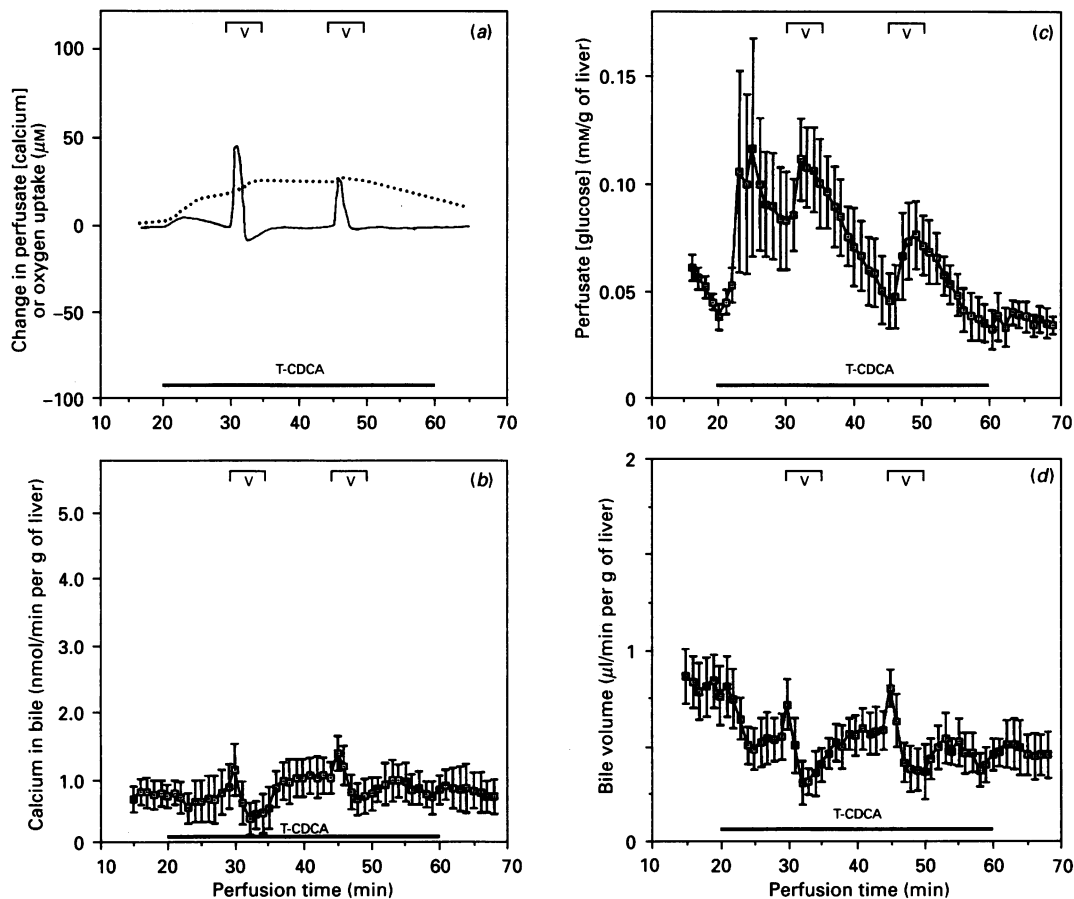 (a)
V V
100
50
0
−50
−100
Change in perfusate [calcium]
or oxygen uptake (μM)
T-CDCA
10 20 30 40 50 60 70
(c)
V V
0.15
0.10
0.05
0
Perfusate [glucose] (mM/g of liver)
T-CDCA
10 20 30 40 50 60 70
(b)
V V
5.0
4.0
3.0
2.0
1.0
0
Calcium in bile (nmol/min per g of liver)
T-CDCA
10 20 30 40 50 60 70
Perfusion time (min)
(d)
V V
2
1
0
Bile volume (μl/min per g of liver)
T-CDCA
10 20 30 40 50 60 70
Perfusion time (min)